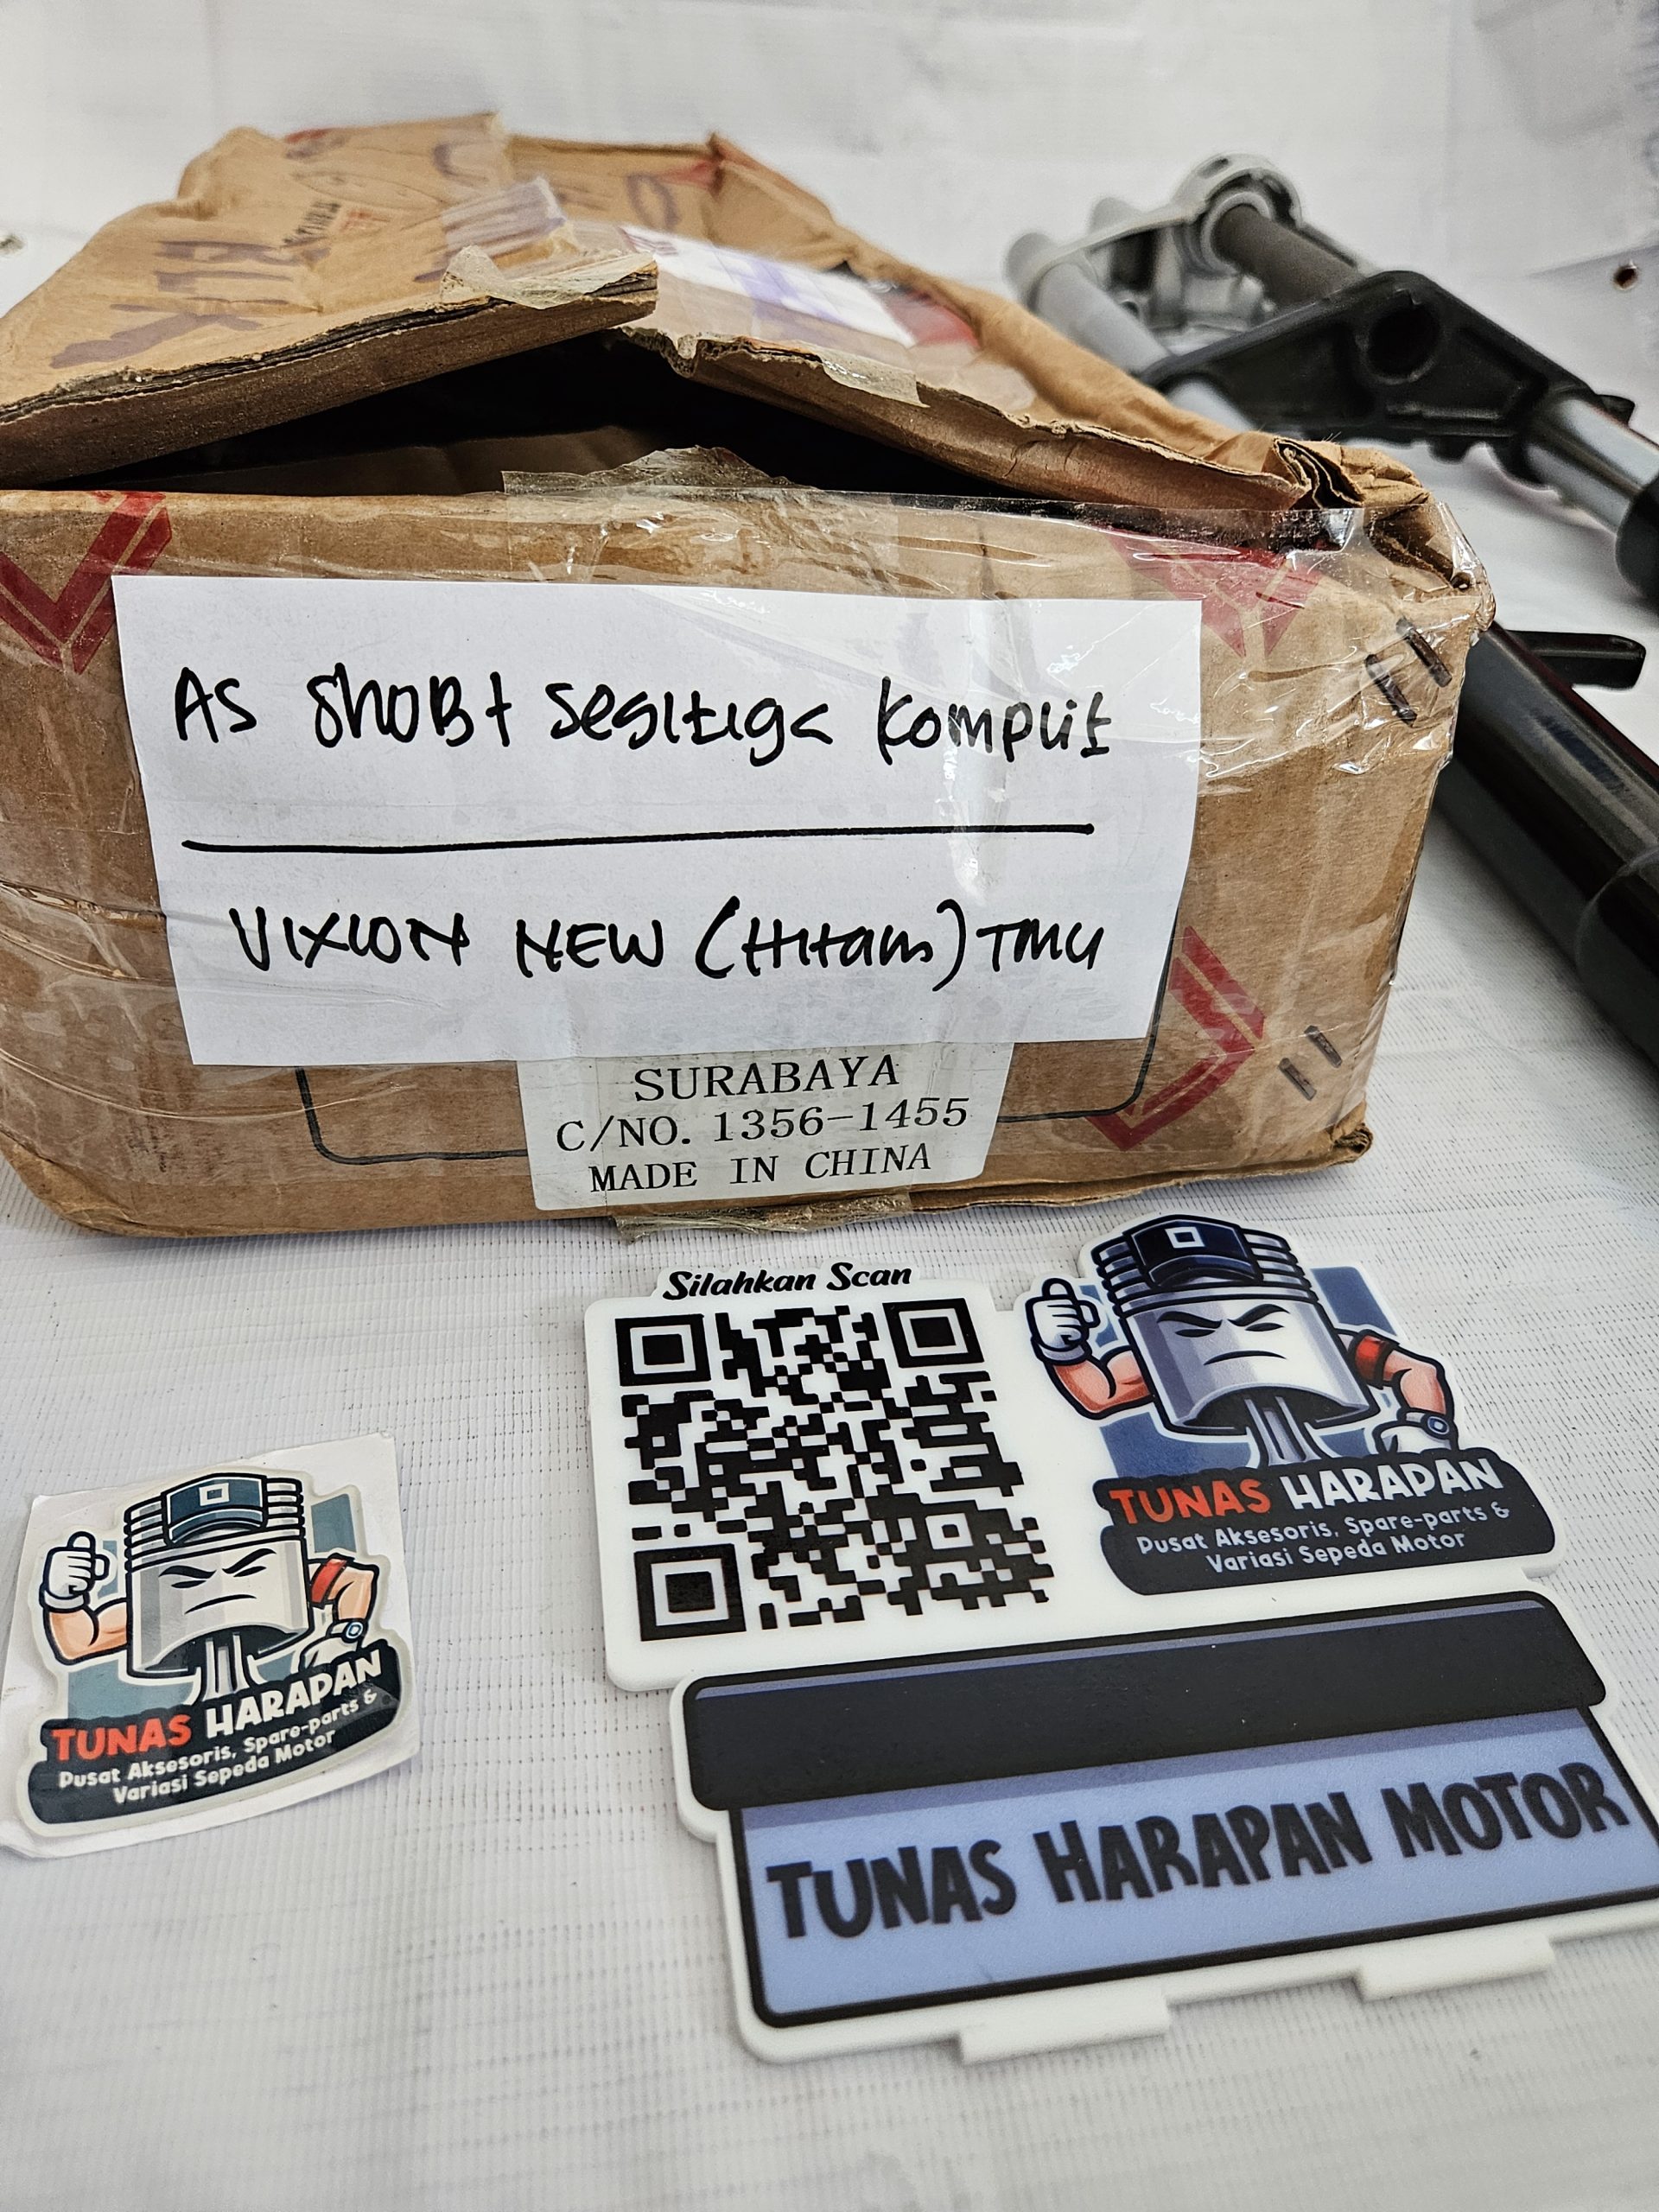 As SHOBt SEGITIGA KOMPLIT
VIXION NEW (HITAM) TMU
SURABAYA
C/NO. 1356-1455
MADE IN CHINA
Silahkan Scan
TUNAS HARAPAN
Pusat Aksesoris, Spare-parts &
Variasi Sepeda Motor
TUNAS HARAPAN
Pusat Aksesoris, Spare-parts &
Variasi Sepeda Motor
TUNAS HARAPAN MOTOR